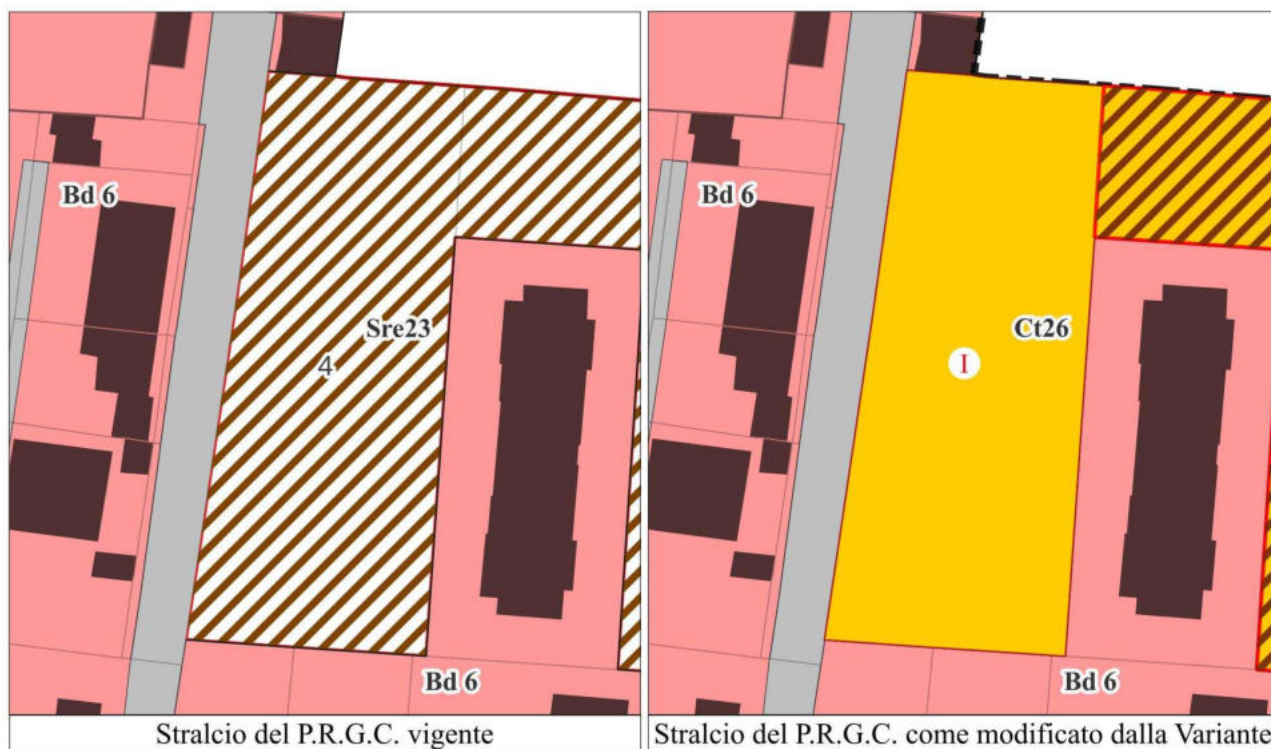 Bd 6
Sre23
4
Bd 6
Stralcio del P.R.G.C. vigente
Bd 6
Ct26
I
Bd 6
Stralcio del P.R.G.C. come modificato dalla Variante